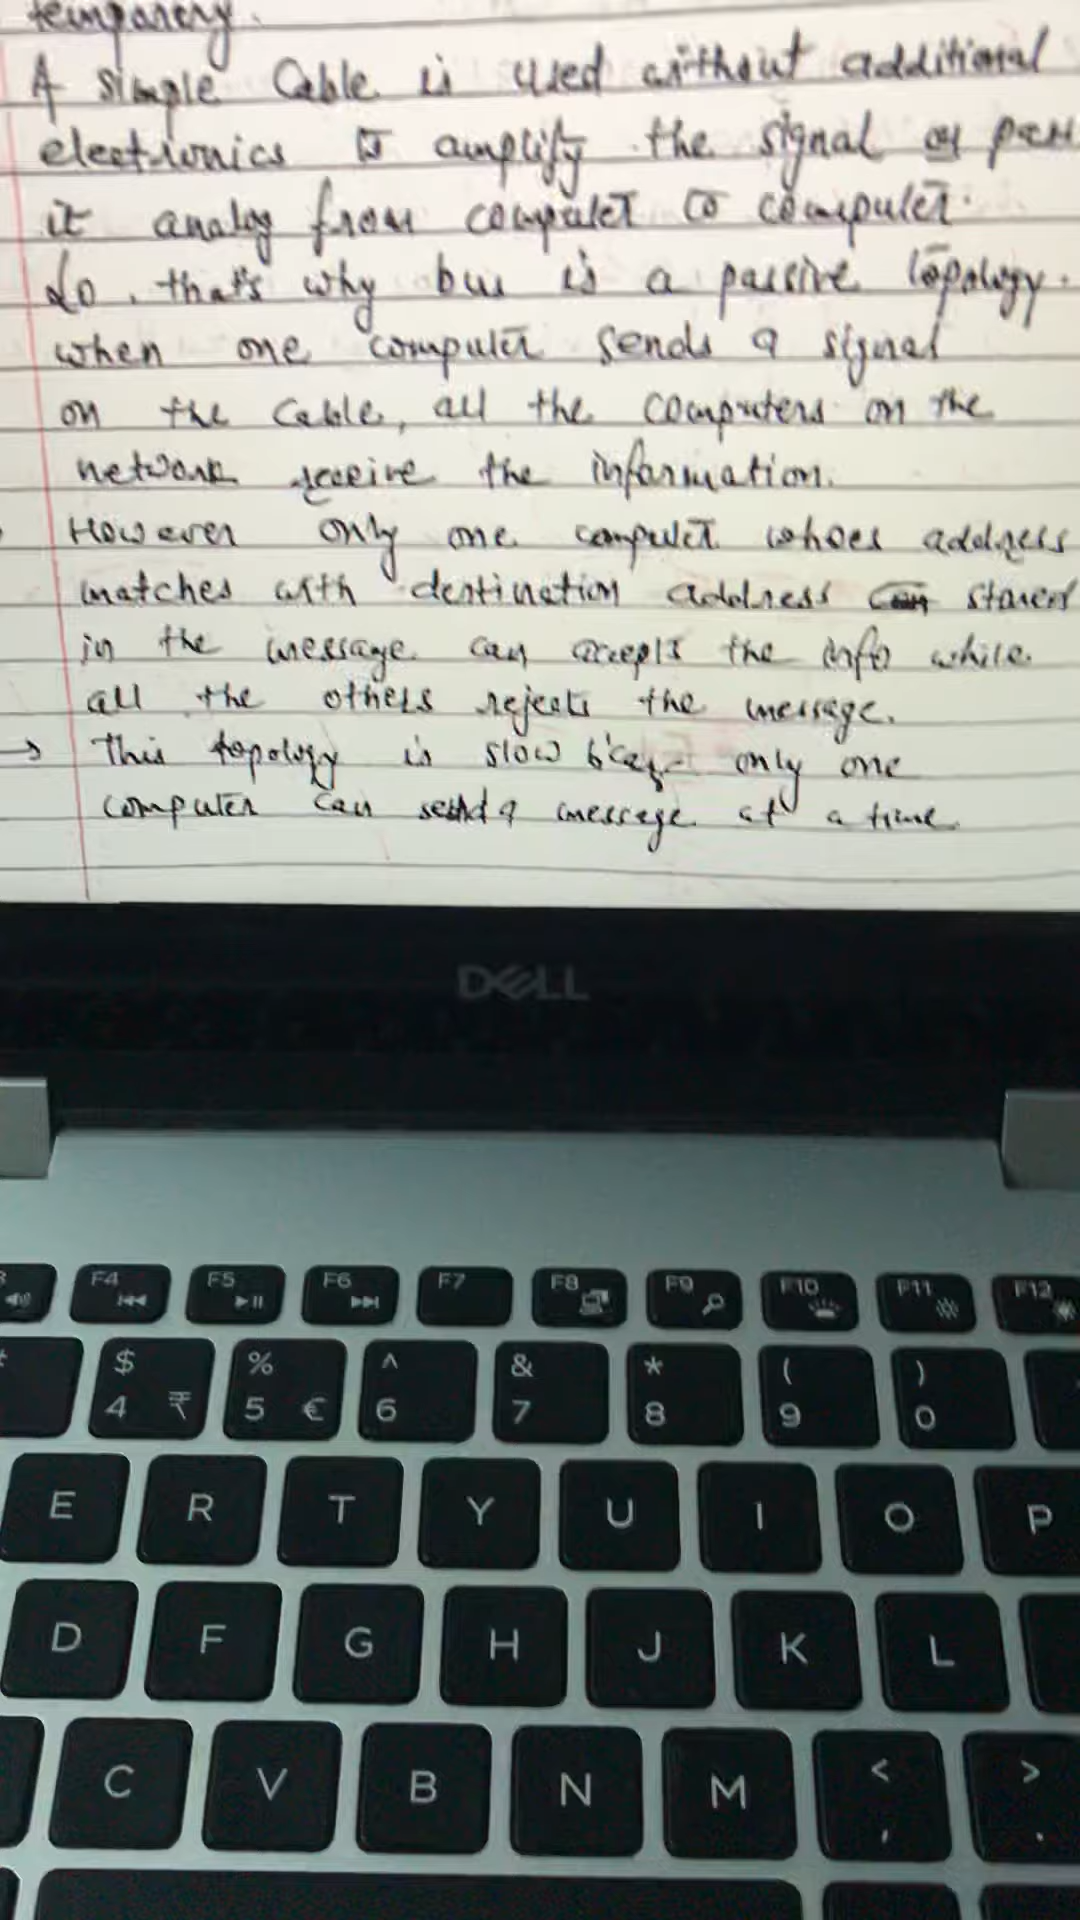 temporary.
A simple Cable is used without additional
electronics to amplify the signal or pass
it analog from computer to computer.
So, that's why bus is a passive topology.
when one computer sends a signal
on the Cable, all the computers on the
network receive the information.
However only one computer whoes address
matches with destination address stored
in the message can accepts the info while
all the others rejects the message.
→ This topology is slow b'caz only one
computer can send a message at a time.
DELL
F4 F5 F6 F7 F8 F9 F10 F11 F12
$ % ^ & * ( )
4 ₹ 5 € 6 7 8 9 0
E R T Y U I O P
D F G H J K L
C V B N M < >
, .